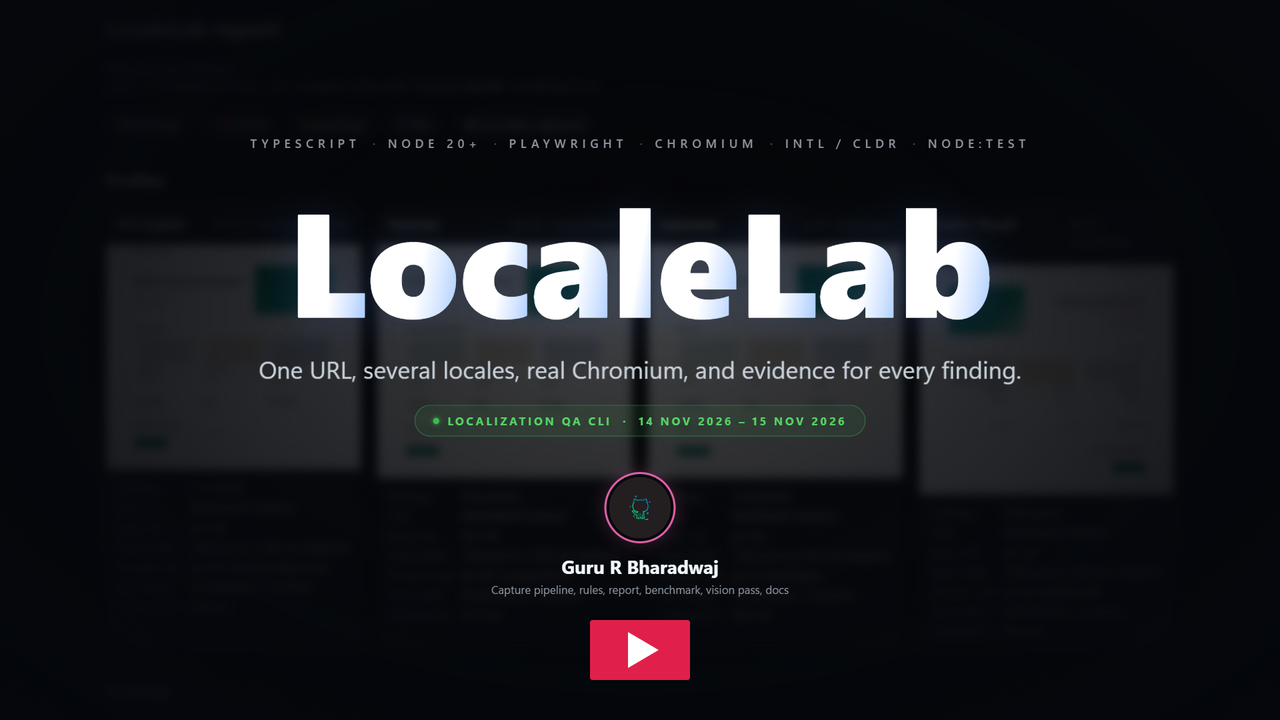 TYPESCRIPT · NODE 20+ · PLAYWRIGHT · CHROMIUM · INTL / CLDR · NODE:TEST
LocaleLab
One URL, several locales, real Chromium, and evidence for every finding.
LOCALIZATION QA CLI · 14 NOV 2026 – 15 NOV 2026
Guru R Bharadwaj
Capture pipeline, rules, report, benchmark, vision pass, docs